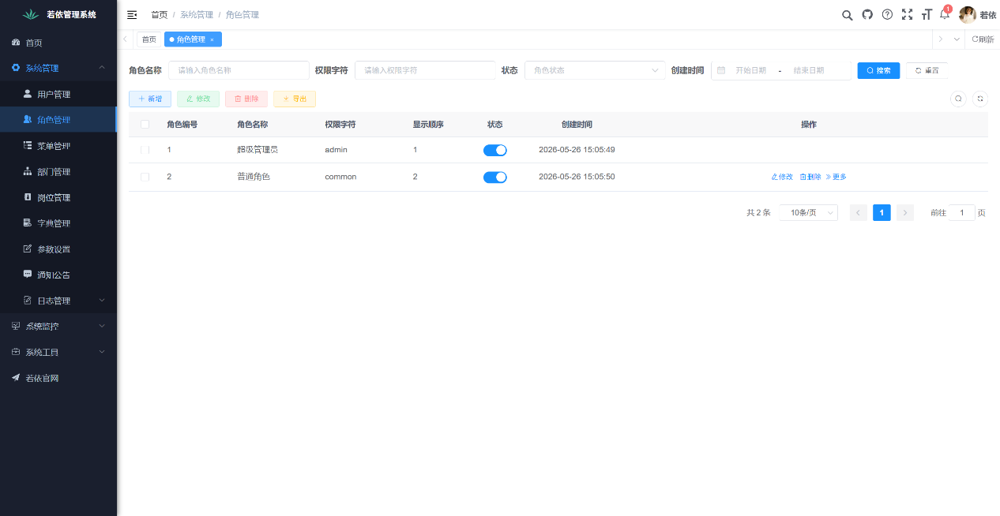 若依管理系统
首页
系统管理
用户管理
角色管理
菜单管理
部门管理
岗位管理
字典管理
参数设置
通知公告
日志管理
系统监控
系统工具
若依官网
首页 / 系统管理 / 角色管理
1
若依
首页 角色管理 × 刷新
角色名称 请输入角色名称 权限字符 请输入权限字符 状态 角色状态 创建时间 开始日期 - 结束日期 搜索 重置
新增 修改 删除 导出
角色编号 角色名称 权限字符 显示顺序 状态 创建时间 操作
1 超级管理员 admin 1 2026-05-26 15:05:49
2 普通角色 common 2 2026-05-26 15:05:50 修改 删除 更多
共 2 条 10条/页 1 前往 1 页